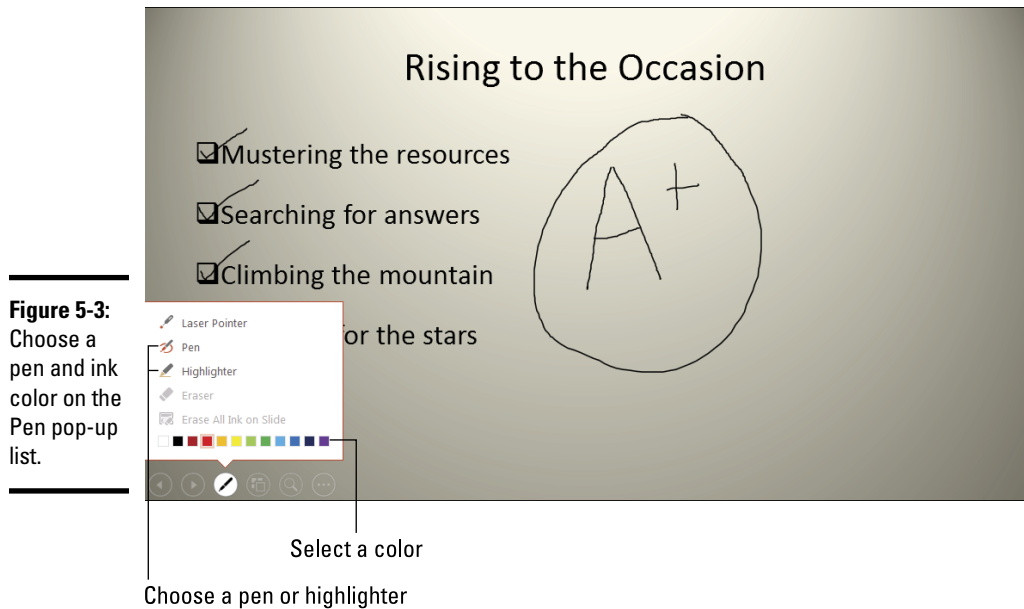 Rising to the Occasion
Mustering the resources
Searching for answers
Climbing the mountain
for the stars
A+
Laser Pointer
Pen
Highlighter
Eraser
Erase All Ink on Slide
Figure 5-3:
Choose a
pen and ink
color on the
Pen pop-up
list.
Select a color
Choose a pen or highlighter